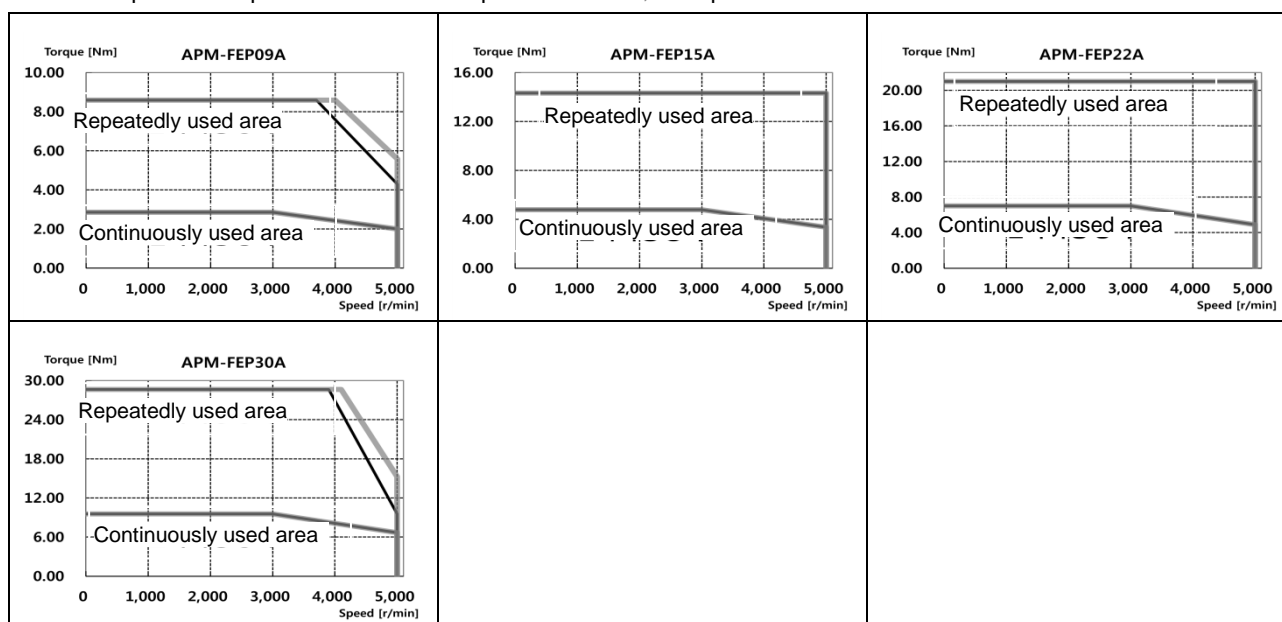 Torque [Nm] APM-FEP09A
10.00
8.00
Repeatedly used area
6.00
4.00
2.00
Continuously used area
0.00
0 1,000 2,000 3,000 4,000 5,000
Speed [r/min]
Torque [Nm] APM-FEP15A
16.00
Repeatedly used area
12.00
8.00
4.00
Continuously used area
0.00
0 1,000 2,000 3,000 4,000 5,000
Speed [r/min]
Torque [Nm] APM-FEP22A
20.00
Repeatedly used area
16.00
12.00
8.00
Continuously used area
4.00
0.00
0 1,000 2,000 3,000 4,000 5,000
Speed [r/min]
Torque [Nm] APM-FEP30A
30.00
Repeatedly used area
24.00
18.00
12.00
Continuously used area
6.00
0.00
0 1,000 2,000 3,000 4,000 5,000
Speed [r/min]